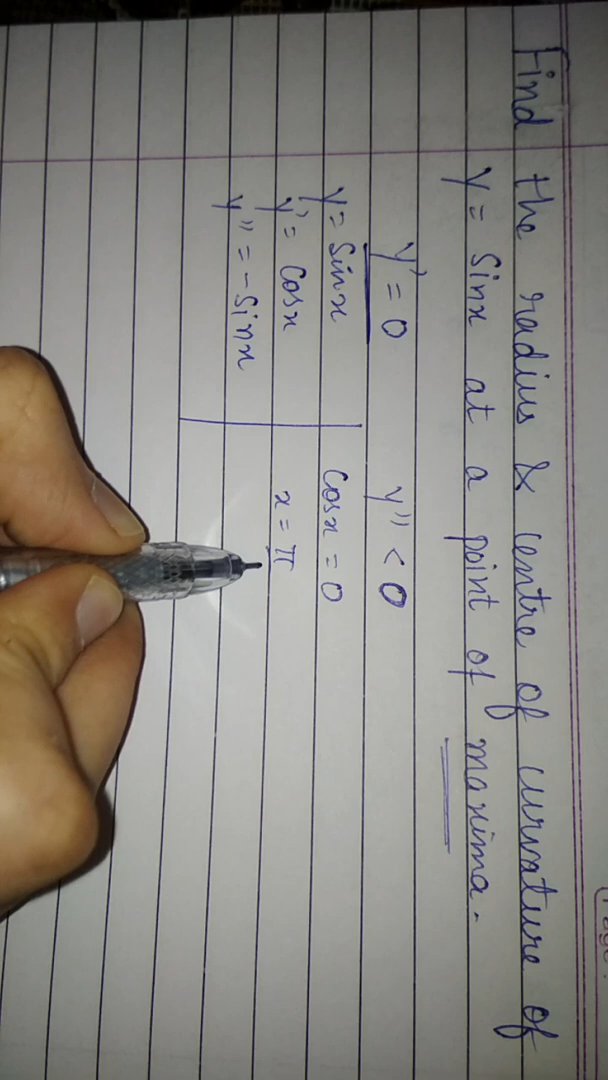 Find the radius & centre of curvature of
y = Sinx at a point of maxima.
y' = 0
y'' < 0
y = Sinx
y' = Cosx
y'' = -Sinx
Cosx = 0
x = π